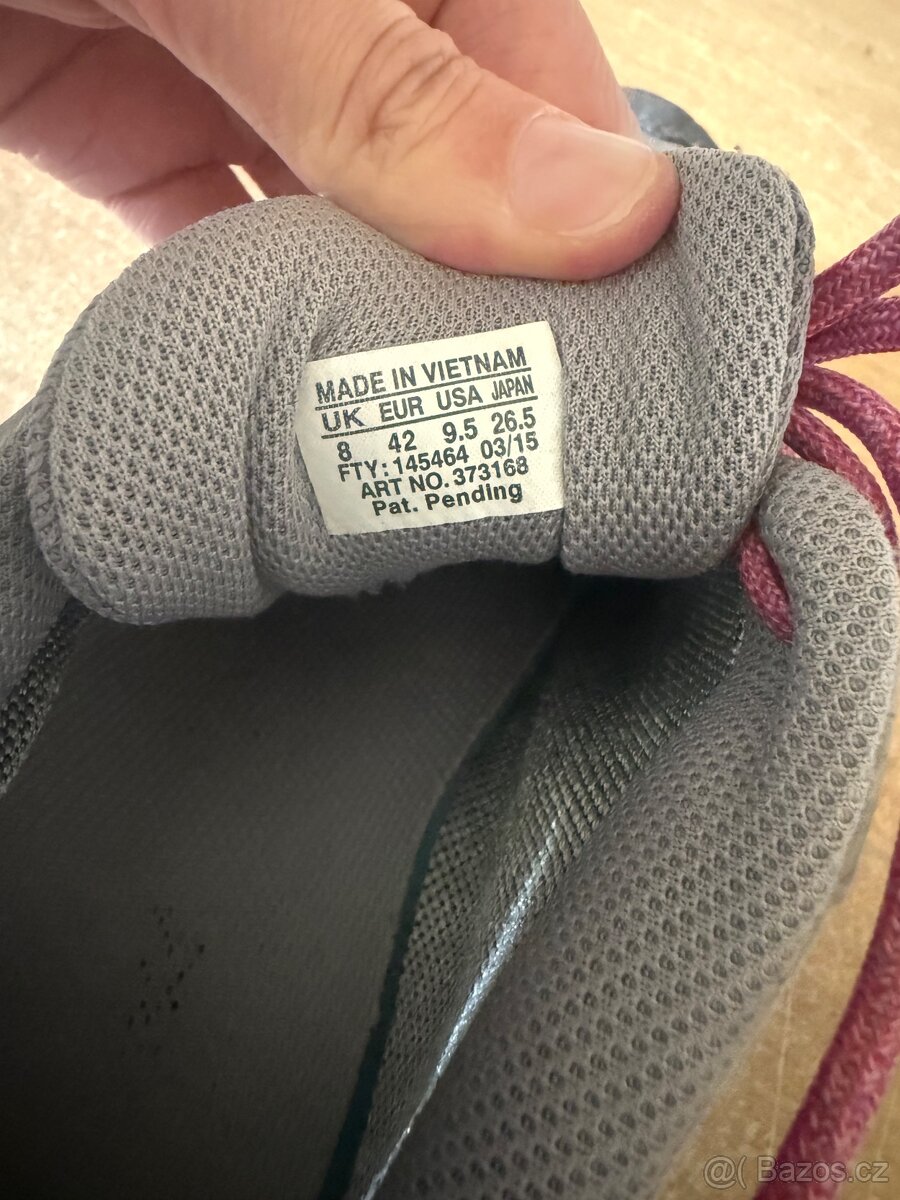 MADE IN VIETNAM
UK EUR USA JAPAN
8 42 9.5 26.5
FTY: 145464 03/15
ART NO. 373168
Pat. Pending
@( Bazos.cz